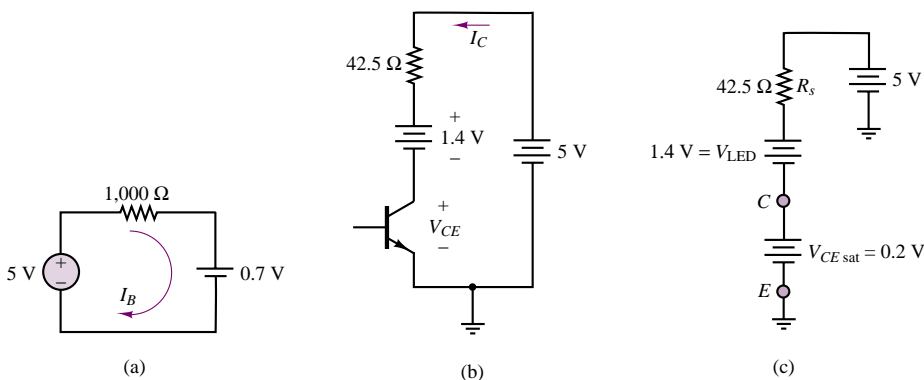 1,000 Ω
5 V
+
−
I_B
0.7 V
(a)
I_C
42.5 Ω
+
1.4 V
−
5 V
+
V_CE
−
(b)
42.5 Ω
R_s
5 V
1.4 V = V_LED
C
V_CE sat = 0.2 V
E
(c)